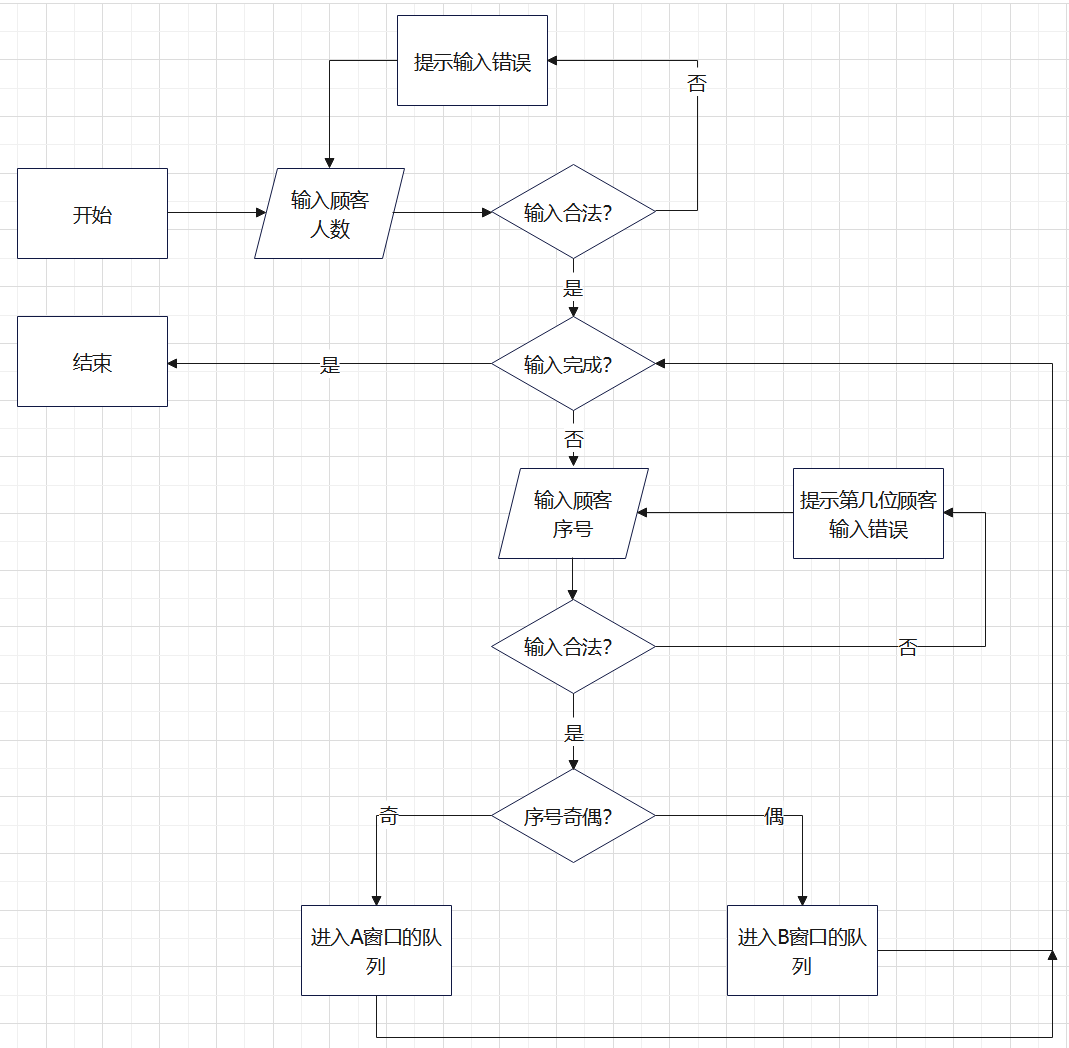 提示输入错误
否
开始
输入顾客
人数
输入合法？
是
结束
是
输入完成？
否
输入顾客
序号
提示第几位顾客
输入错误
输入合法？
否
是
奇
序号奇偶？
偶
进入A窗口的队
列
进入B窗口的队
列